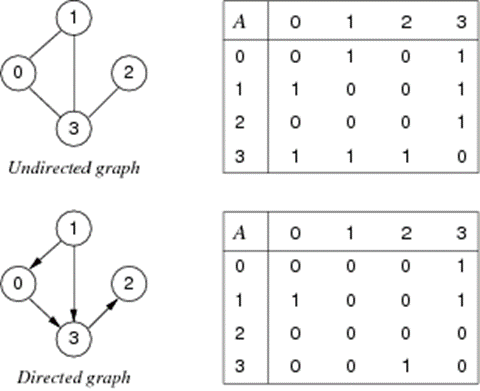 1
0
2
3
Undirected graph
A 0 1 2 3
0 0 1 0 1
1 1 0 0 1
2 0 0 0 1
3 1 1 1 0
1
0
2
3
Directed graph
A 0 1 2 3
0 0 0 0 1
1 1 0 0 1
2 0 0 0 0
3 0 0 1 0